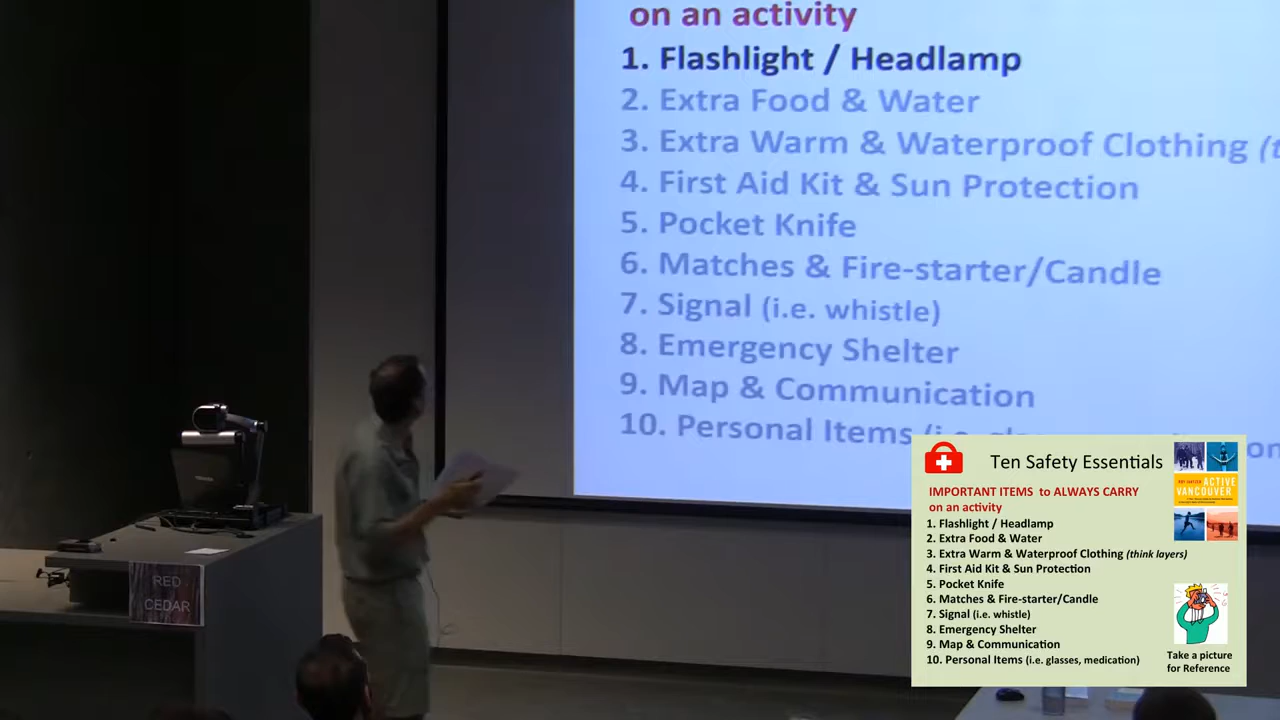 on an activity
1. Flashlight / Headlamp
2. Extra Food & Water
3. Extra Warm & Waterproof Clothing
4. First Aid Kit & Sun Protection
5. Pocket Knife
6. Matches & Fire-starter/Candle
7. Signal (i.e. whistle)
8. Emergency Shelter
9. Map & Communication
10. Personal Items (i.e.
RED
CEDAR
Ten Safety Essentials
ACTIVE
VANCOUVER
IMPORTANT ITEMS to ALWAYS CARRY
on an activity
1. Flashlight / Headlamp
2. Extra Food & Water
3. Extra Warm & Waterproof Clothing (think layers)
4. First Aid Kit & Sun Protection
5. Pocket Knife
6. Matches & Fire-starter/Candle
7. Signal (i.e. whistle)
8. Emergency Shelter
9. Map & Communication
10. Personal Items (i.e. glasses, medication)
Take a picture
for Reference